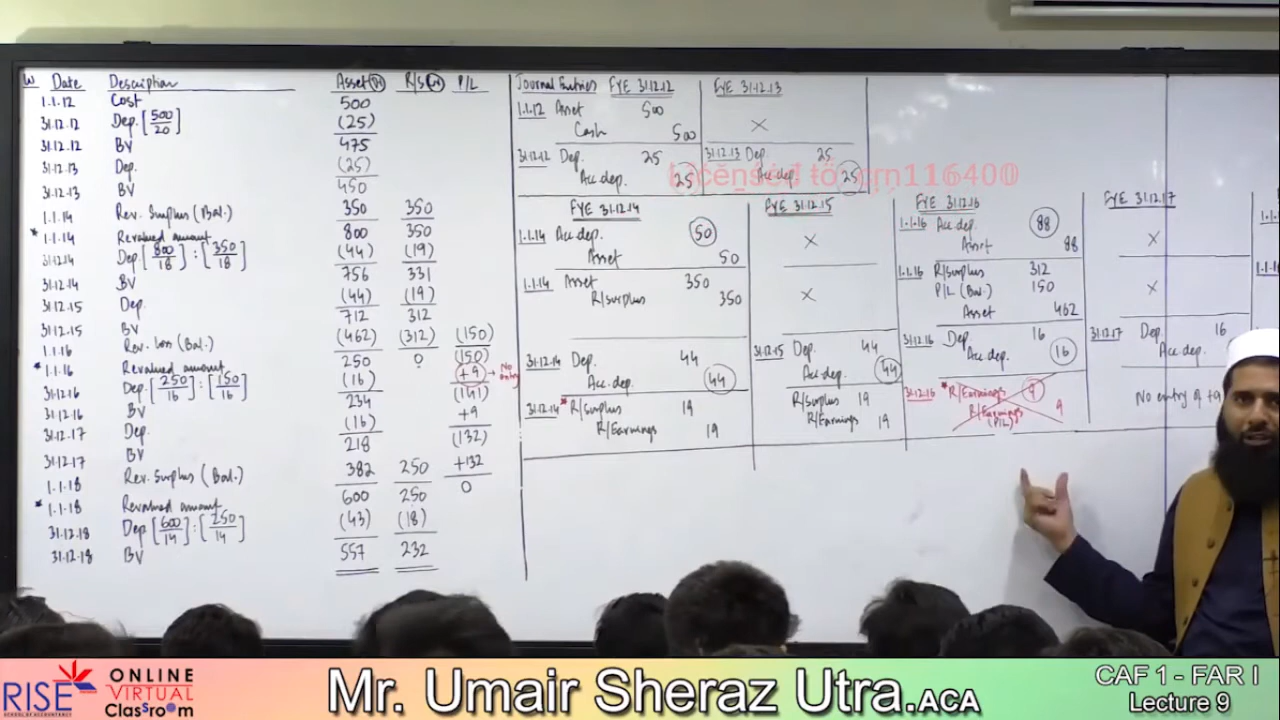 W Date Description Asset(Dr) R/S(Cr) P/L
1.1.12 Cost 500
31.12.12 Dep. [500/20] (25)
31.12.12 BV 475
31.12.13 Dep. (25)
31.12.13 BV 450
1.1.14 Rev. Surplus (Bal.) 350 350
* 1.1.14 Revalued amount 800 350
31.12.14 Dep [800/18] : [350/18] (44) (19)
31.12.14 BV 756 331
31.12.15 Dep. (44) (19)
31.12.15 BV 712 312
1.1.16 Rev. loss (Bal.) (462) (312) (150)
* 1.1.16 Revalued amount 250 0 (150)
31.12.16 Dep. [250/16] : [150/16] (16) +9 → No entry
31.12.16 BV 234 (141)
31.12.17 Dep. (16) +9
31.12.17 BV 218 (132)
1.1.18 Rev. Surplus (Bal.) 382 250 +132
* 1.1.18 Revalued amount 600 250 0
31.12.18 Dep [600/14] : [250/14] (43) (18)
31.12.18 BV 557 232
Journal Entries FYE 31.12.12
1.1.12 Asset 500
Cash 500
31.12.12 Dep. 25
Acc dep. 25
FYE 31.12.13
X
31.12.13 Dep 25
Acc dep. 25
Licensed to: crn116400
FYE 31.12.14
1.1.14 Acc dep. 50
Asset 50
1.1.14 Asset 350
R/surplus 350
31.12.14 Dep. 44
Acc. dep. 44
31.12.14 * R/Surplus 19
R/Earnings 19
FYE 31.12.15
X
X
31.12.15 Dep. 44
Acc dep. 44
R/Surplus 19
R/Earnings 19
FYE 31.12.16
1.1.16 Acc dep. 88
Asset 88
1.1.16 R/surplus 312
P/L (Bal.) 150
Asset 462
31.12.16 Dep 16
Acc dep. 16
31.12.16 * R/Earnings 9
R/Earnings 9
(P/L)
FYE 31.12.17
X
X
31.12.17 Dep. 16
Acc dep.
No entry of +9
RISE
SCHOOL OF ACCOUNTANCY
ONLINE
VIRTUAL
Classroom
Mr. Umair Sheraz Utra.ACA
CAF 1 - FAR I
Lecture 9